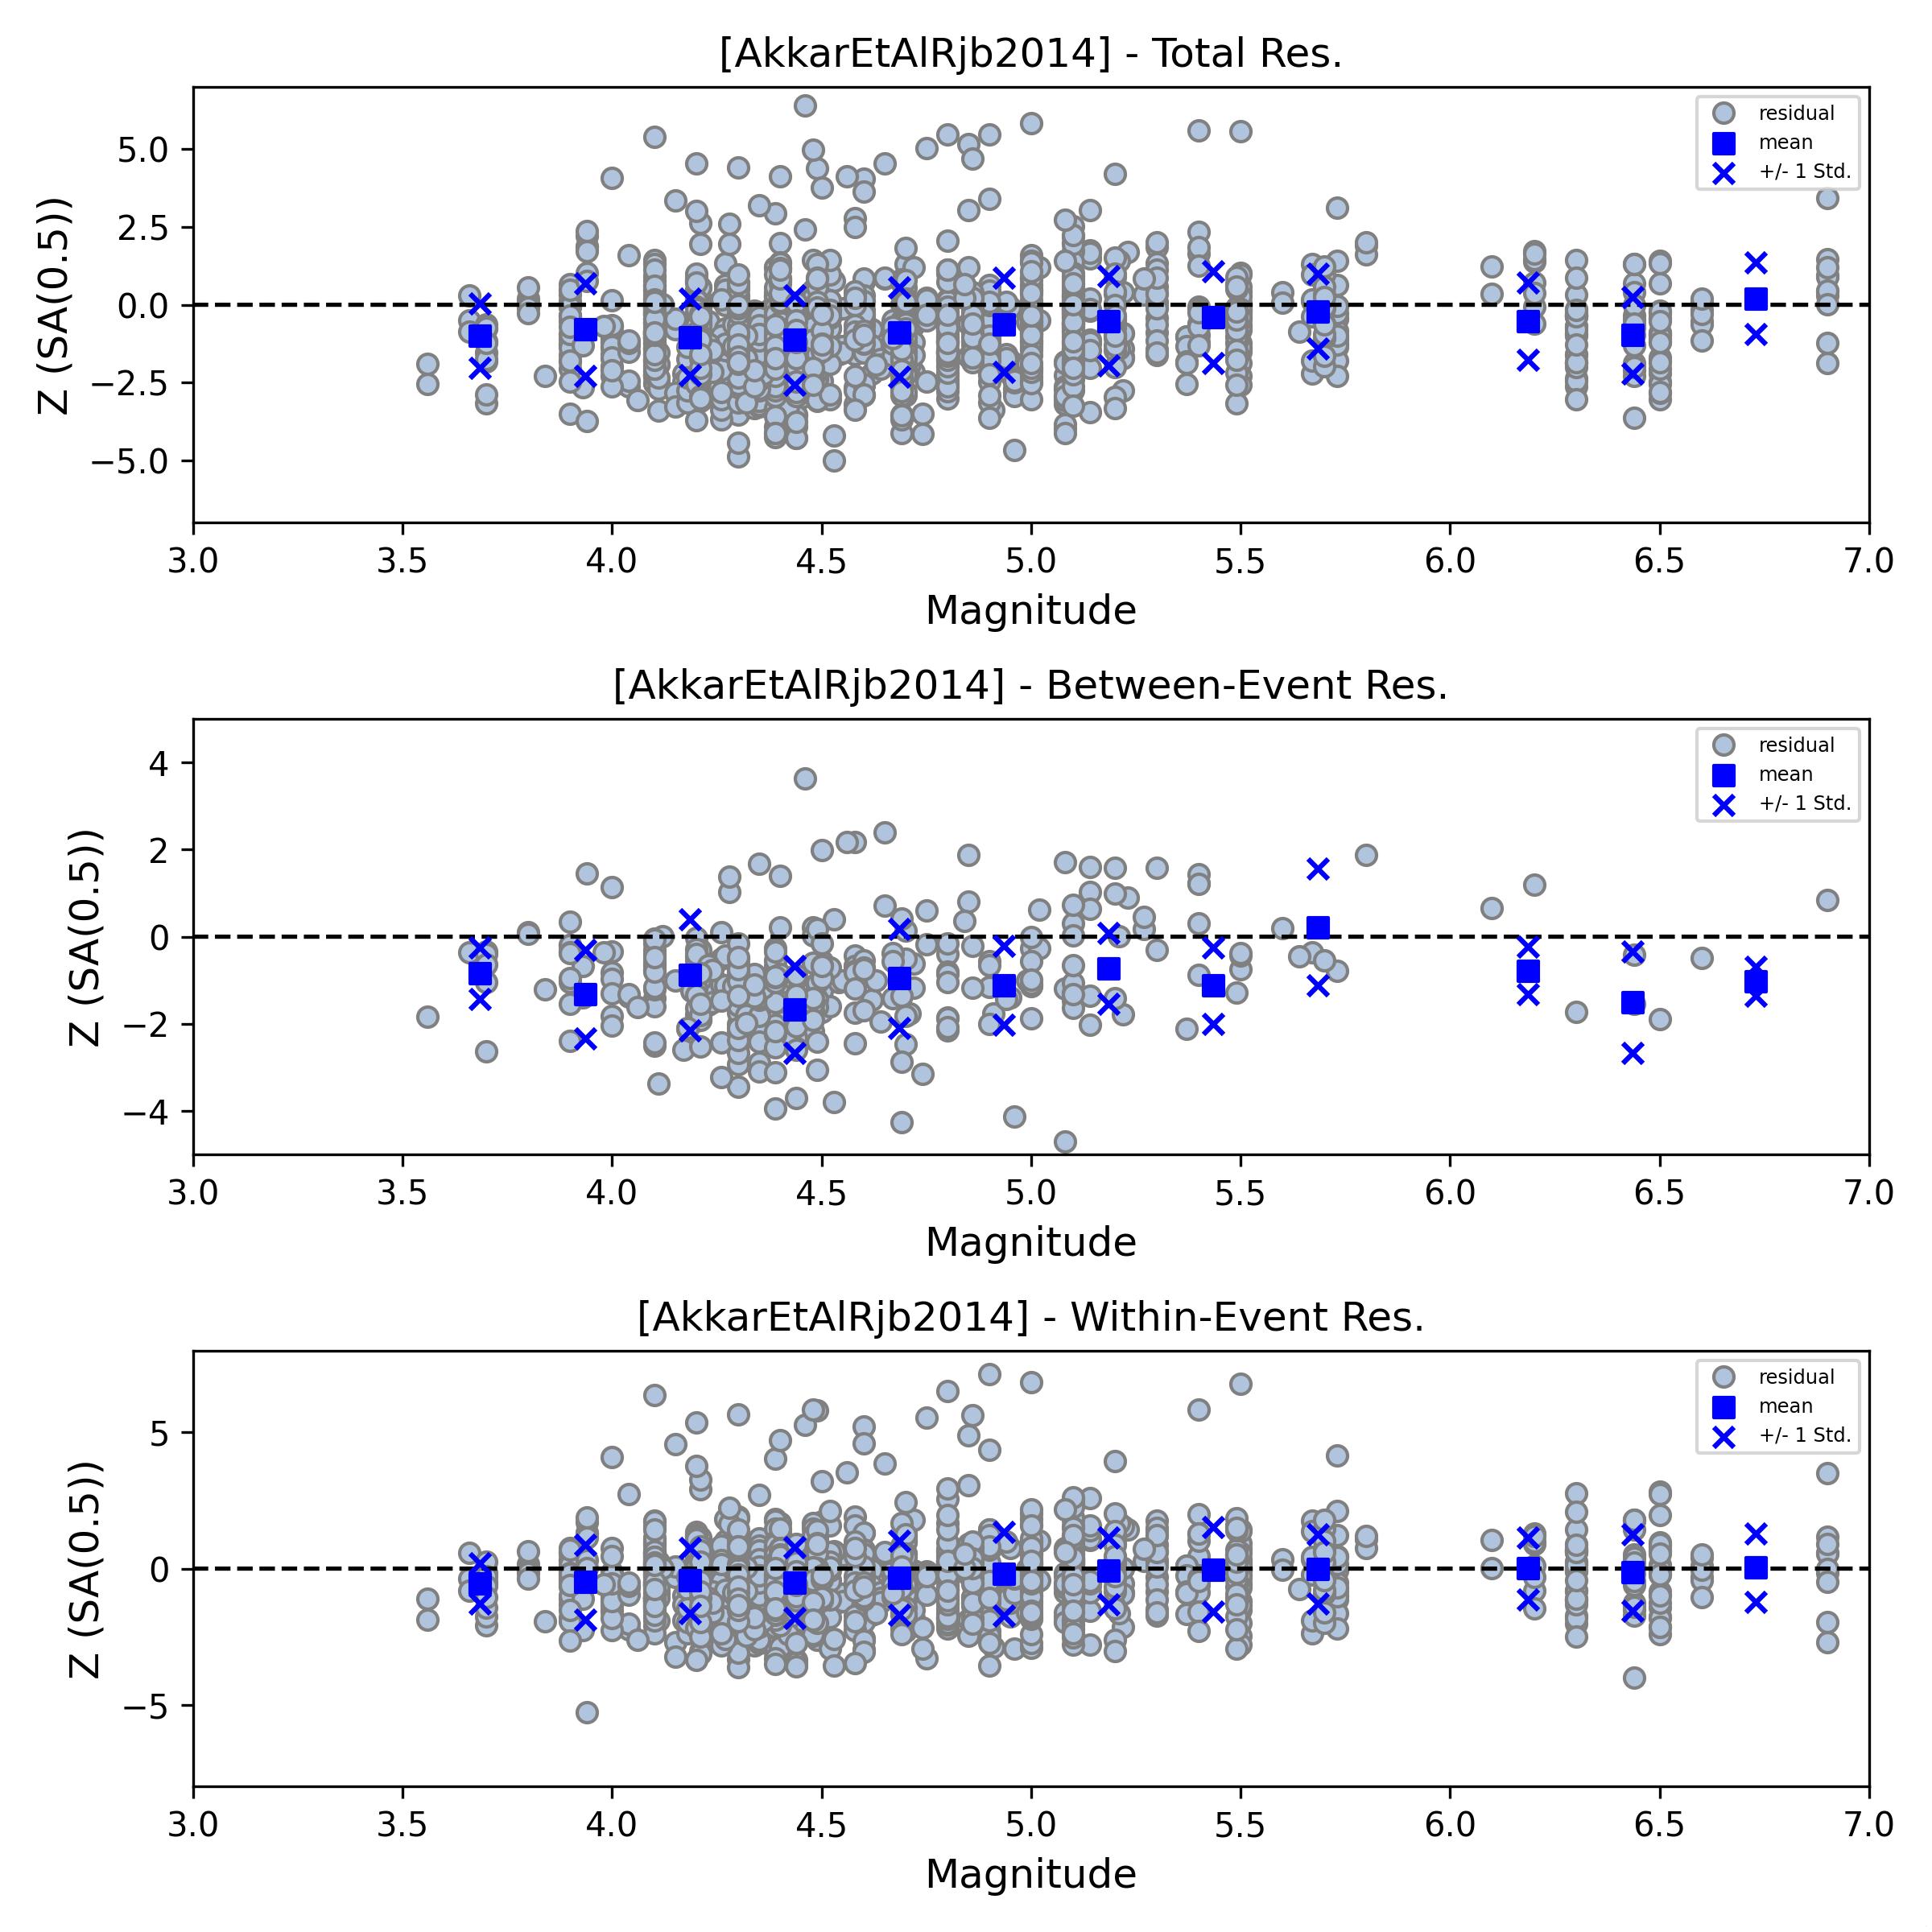 [AkkarEtAlRjb2014] - Total Res.
residual
mean
+/- 1 Std.
Z (SA(0.5))
5.0
2.5
0.0
−2.5
−5.0
3.0 3.5 4.0 4.5 5.0 5.5 6.0 6.5 7.0
Magnitude
[AkkarEtAlRjb2014] - Between-Event Res.
residual
mean
+/- 1 Std.
Z (SA(0.5))
4
2
0
−2
−4
3.0 3.5 4.0 4.5 5.0 5.5 6.0 6.5 7.0
Magnitude
[AkkarEtAlRjb2014] - Within-Event Res.
residual
mean
+/- 1 Std.
Z (SA(0.5))
5
0
−5
3.0 3.5 4.0 4.5 5.0 5.5 6.0 6.5 7.0
Magnitude